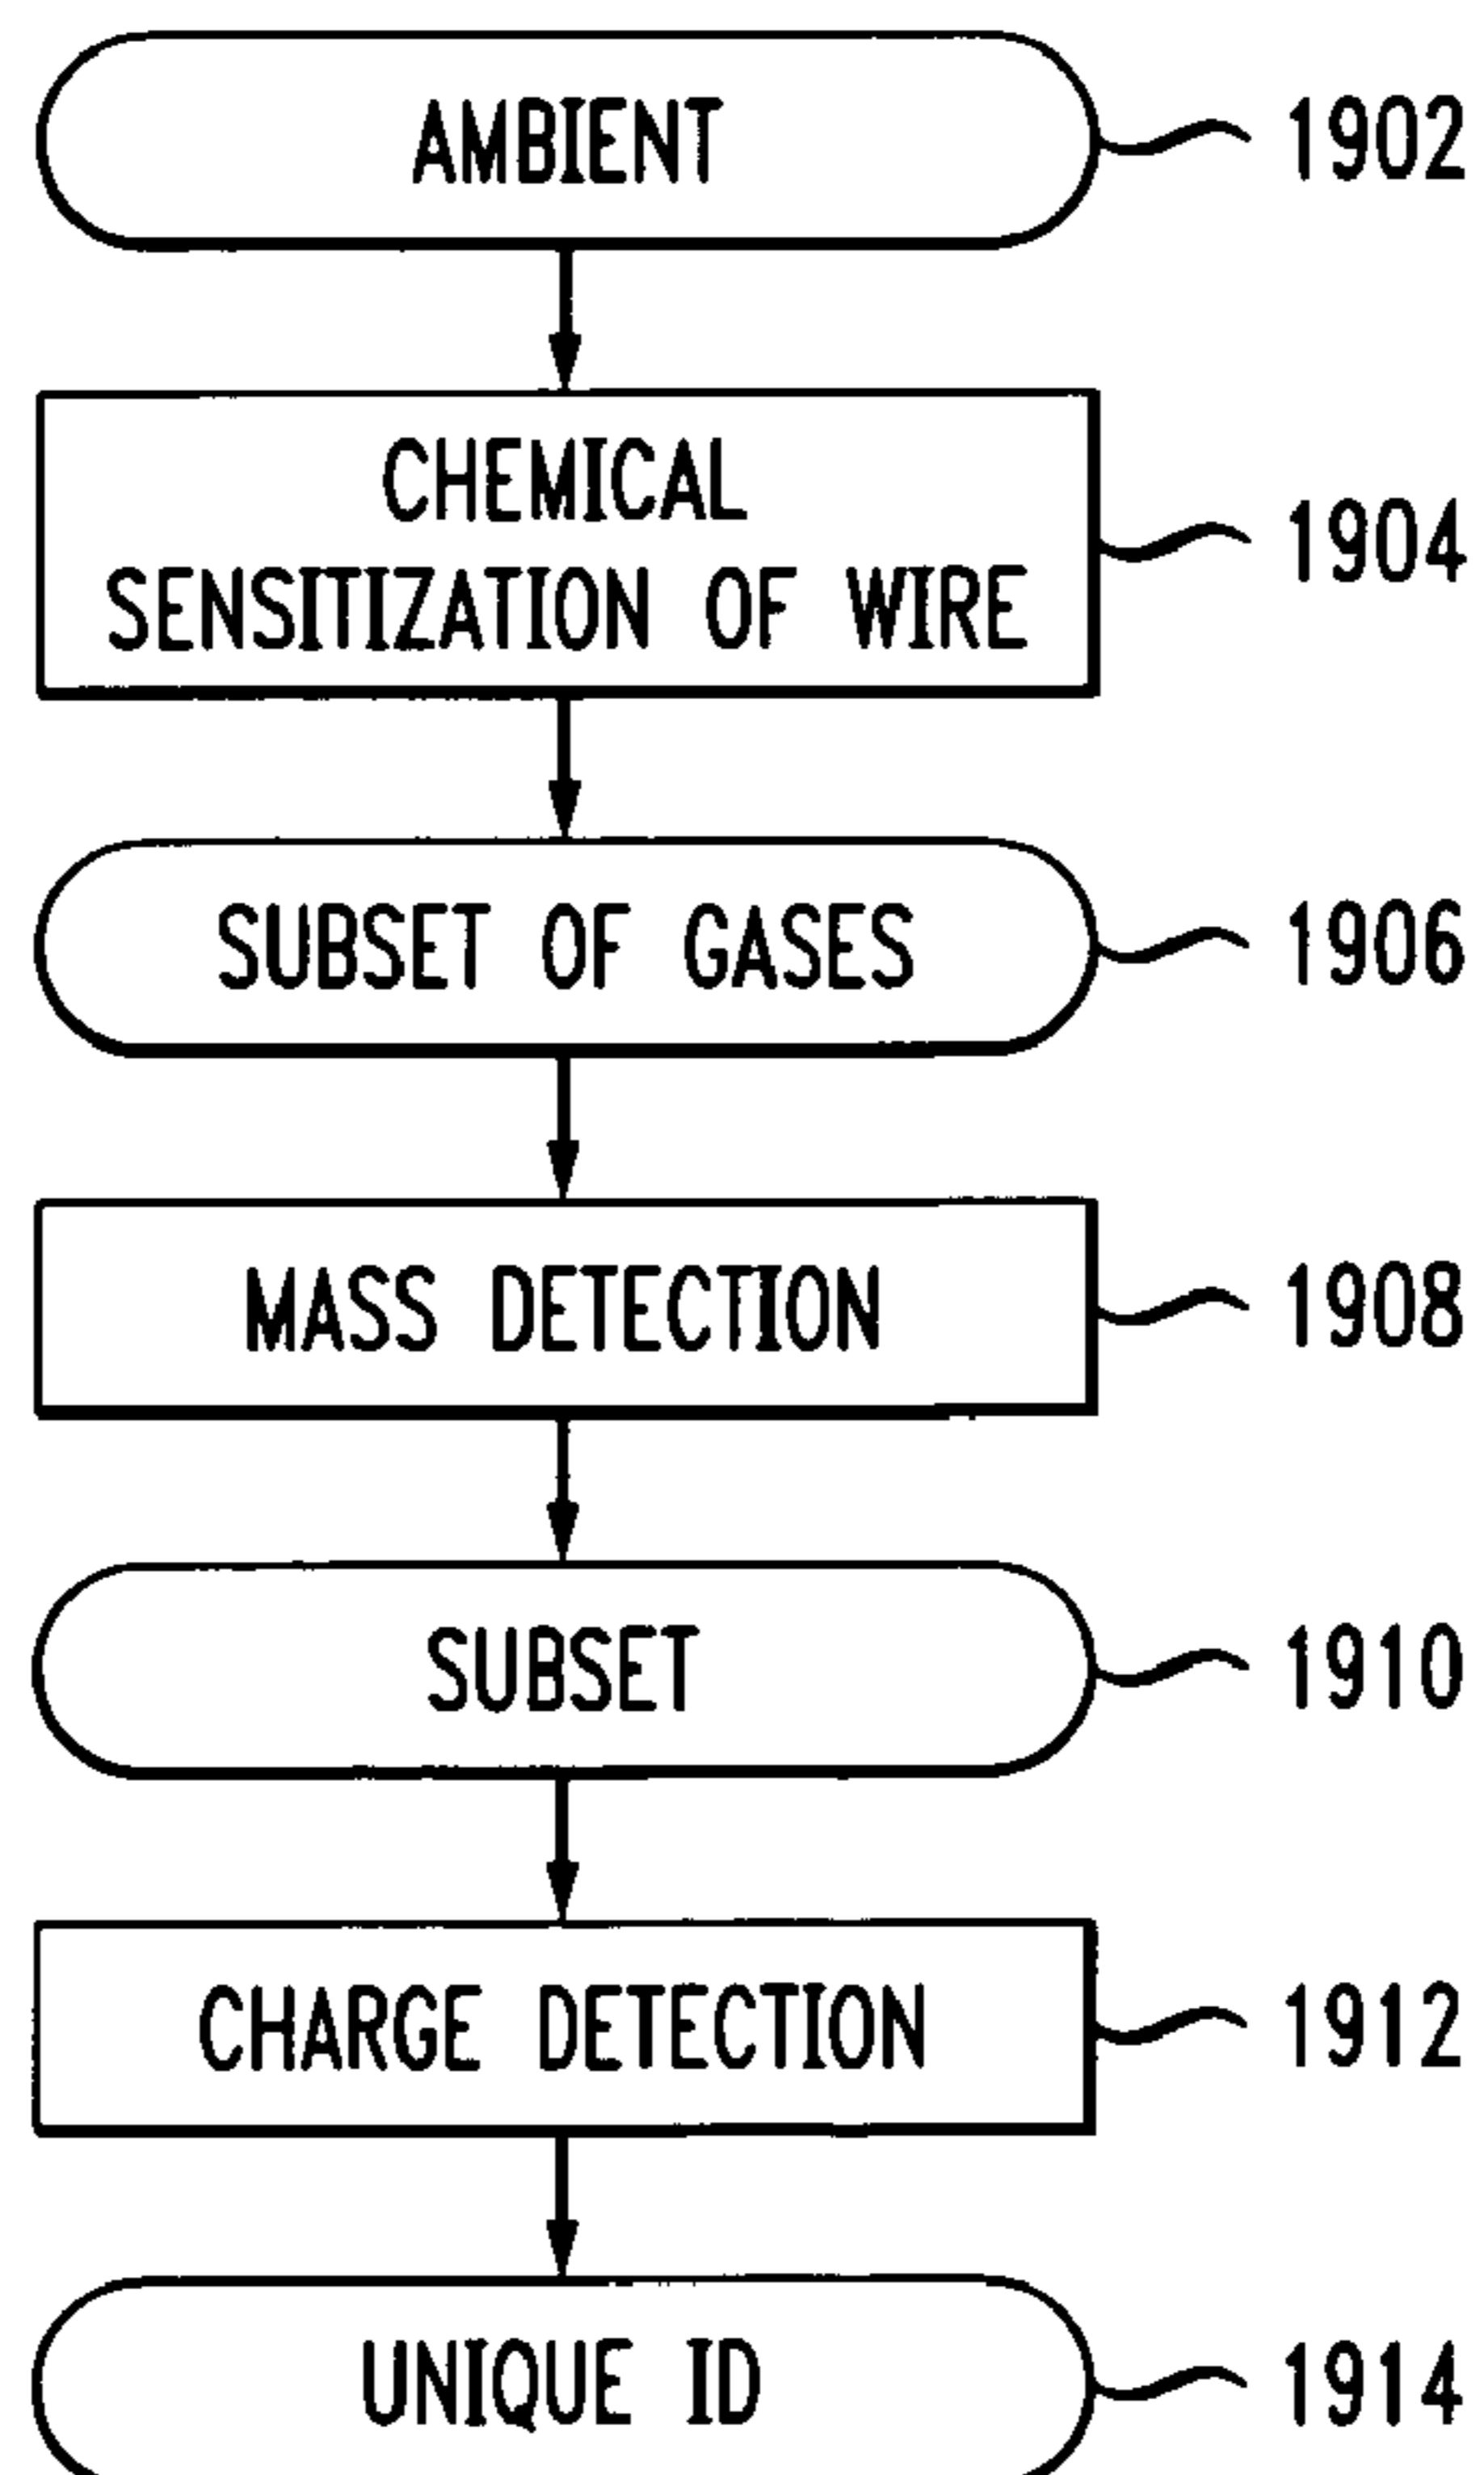 AMBIENT 1902
CHEMICAL
SENSITIZATION OF WIRE 1904
SUBSET OF GASES 1906
MASS DETECTION 1908
SUBSET 1910
CHARGE DETECTION 1912
UNIQUE ID 1914